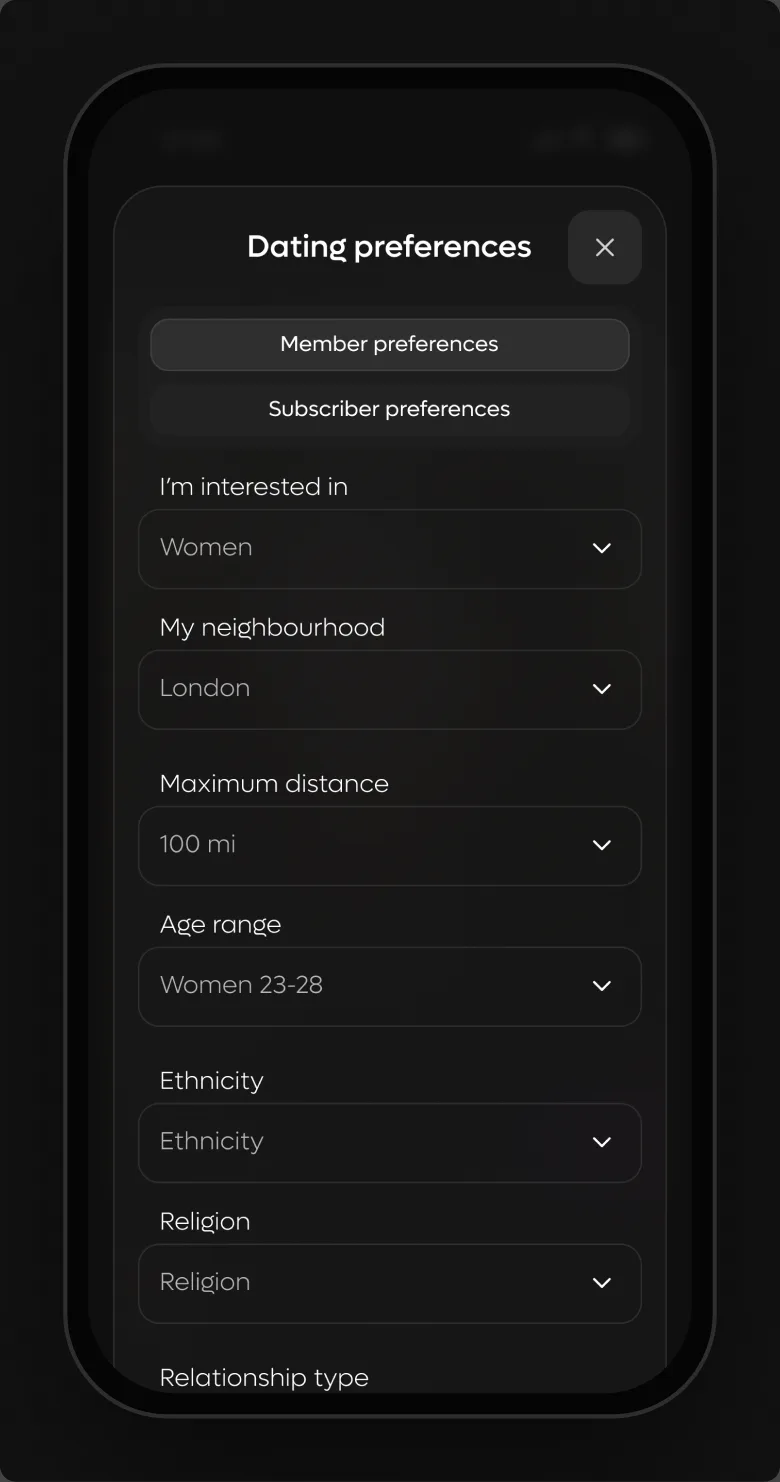 Dating preferences
Member preferences
Subscriber preferences
I’m interested in
Women
My neighbourhood
London
Maximum distance
100 mi
Age range
Women 23-28
Ethnicity
Ethnicity
Religion
Religion
Relationship type